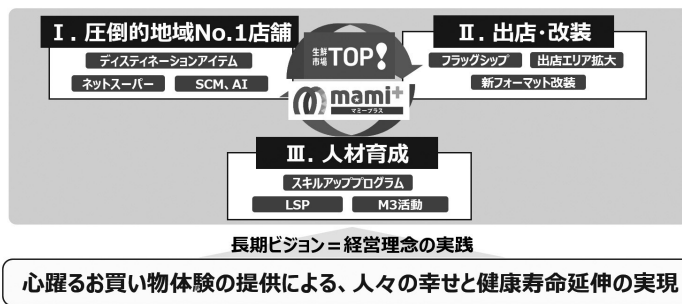 Ⅰ. 圧倒的地域No.1店舗
ディスティネーションアイテム
ネットスーパー
SCM、AI
生鮮市場TOP!
mami+
マミープラス
Ⅱ. 出店・改装
フラッグシップ
出店エリア拡大
新フォーマット改装
Ⅲ. 人材育成
スキルアッププログラム
LSP
M3活動
長期ビジョン=経営理念の実践
心躍るお買い物体験の提供による、人々の幸せと健康寿命延伸の実現